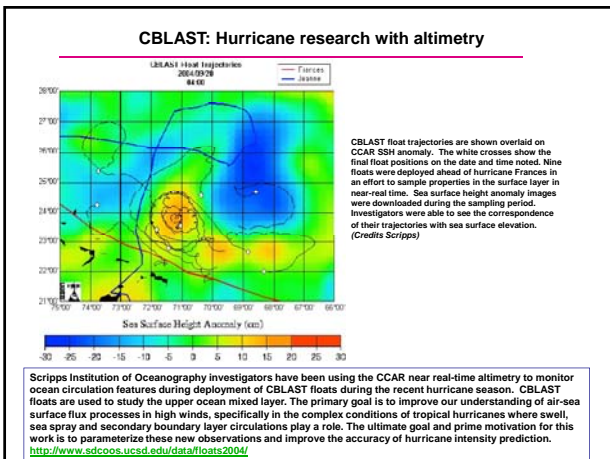 CBLAST: Hurricane research with altimetry
CBLAST Float Trajectories
2004/09/20
04:00
Frances
Jeanne
28°00'
27°00'
26°00'
25°00'
24°00'
23°00'
22°00'
21°00'
75°00' 74°00' 73°00' 72°00' 71°00' 70°00' 69°00' 68°00' 67°00' 66°00'
Sea Surface Height Anomaly (cm)
-30 -25 -20 -15 -10 -5 0 5 10 15 20 25 30
CBLAST float trajectories are shown overlaid on
CCAR SSH anomaly. The white crosses show the
final float positions on the date and time noted. Nine
floats were deployed ahead of hurricane Frances in
an effort to sample properties in the surface layer in
near-real time. Sea surface height anomaly images
were downloaded during the sampling period.
Investigators were able to see the correspondence
of their trajectories with sea surface elevation.
(Credits Scripps)
Scripps Institution of Oceanography investigators have been using the CCAR near real-time altimetry to monitor
ocean circulation features during deployment of CBLAST floats during the recent hurricane season. CBLAST
floats are used to study the upper ocean mixed layer. The primary goal is to improve our understanding of air-sea
surface flux processes in high winds, specifically in the complex conditions of tropical hurricanes where swell,
sea spray and secondary boundary layer circulations play a role. The ultimate goal and prime motivation for this
work is to parameterize these new observations and improve the accuracy of hurricane intensity prediction.
http://www.sdcoos.ucsd.edu/data/floats2004/